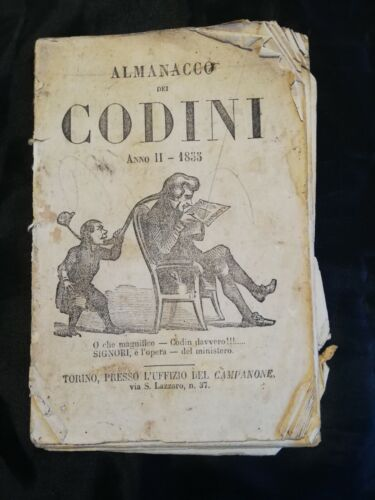 ALMANACCO
DEI
CODINI
ANNO II - 1853
O che magnifico — Codin davvero!!!.....
SIGNORI, è l'opera — del ministero.
TORINO, PRESSO L'UFFIZIO DEL CAMPANONE,
via S. Lazzaro, n. 37.